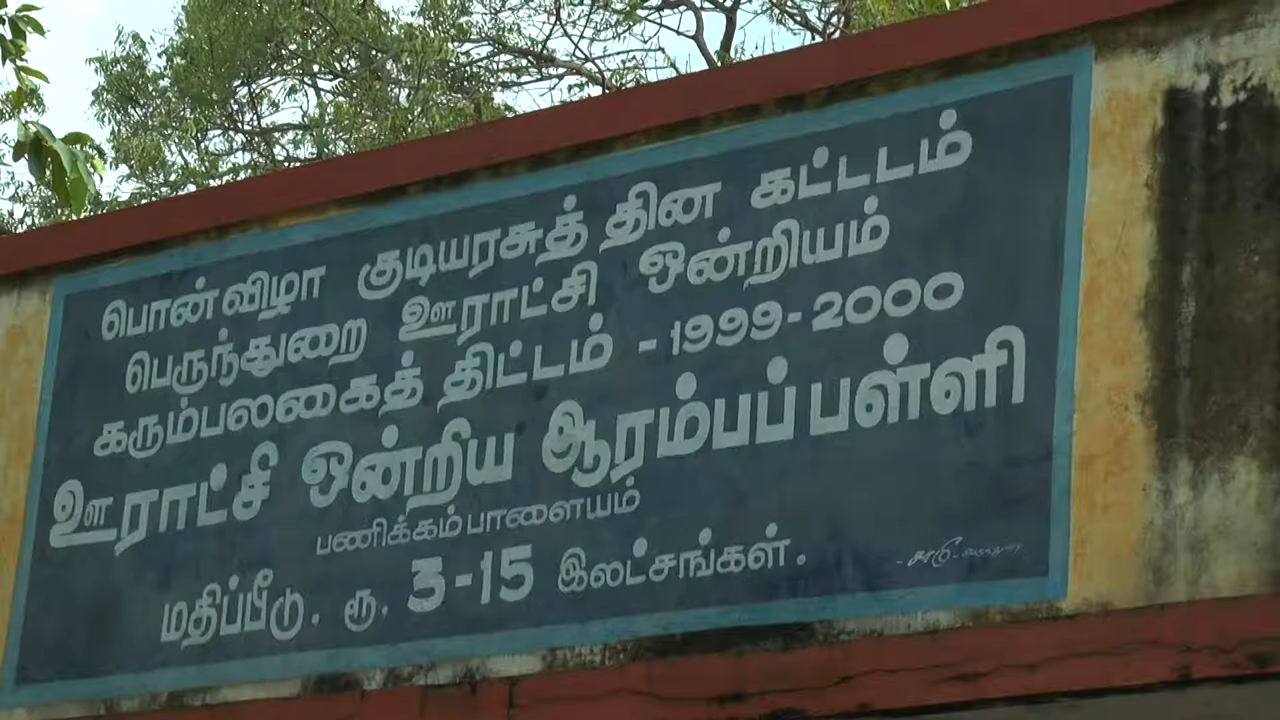 பொன்விழா குடியரசுத் தின கட்டடம்
பெருந்துறை ஊராட்சி ஒன்றியம்
கரும்பலகைத் திட்டம் - 1999-2000
ஊராட்சி ஒன்றிய ஆரம்பப்பள்ளி
பணிக்கம்பாளையம்
மதிப்பீடு. ரூ. 3-15 இலட்சங்கள்.